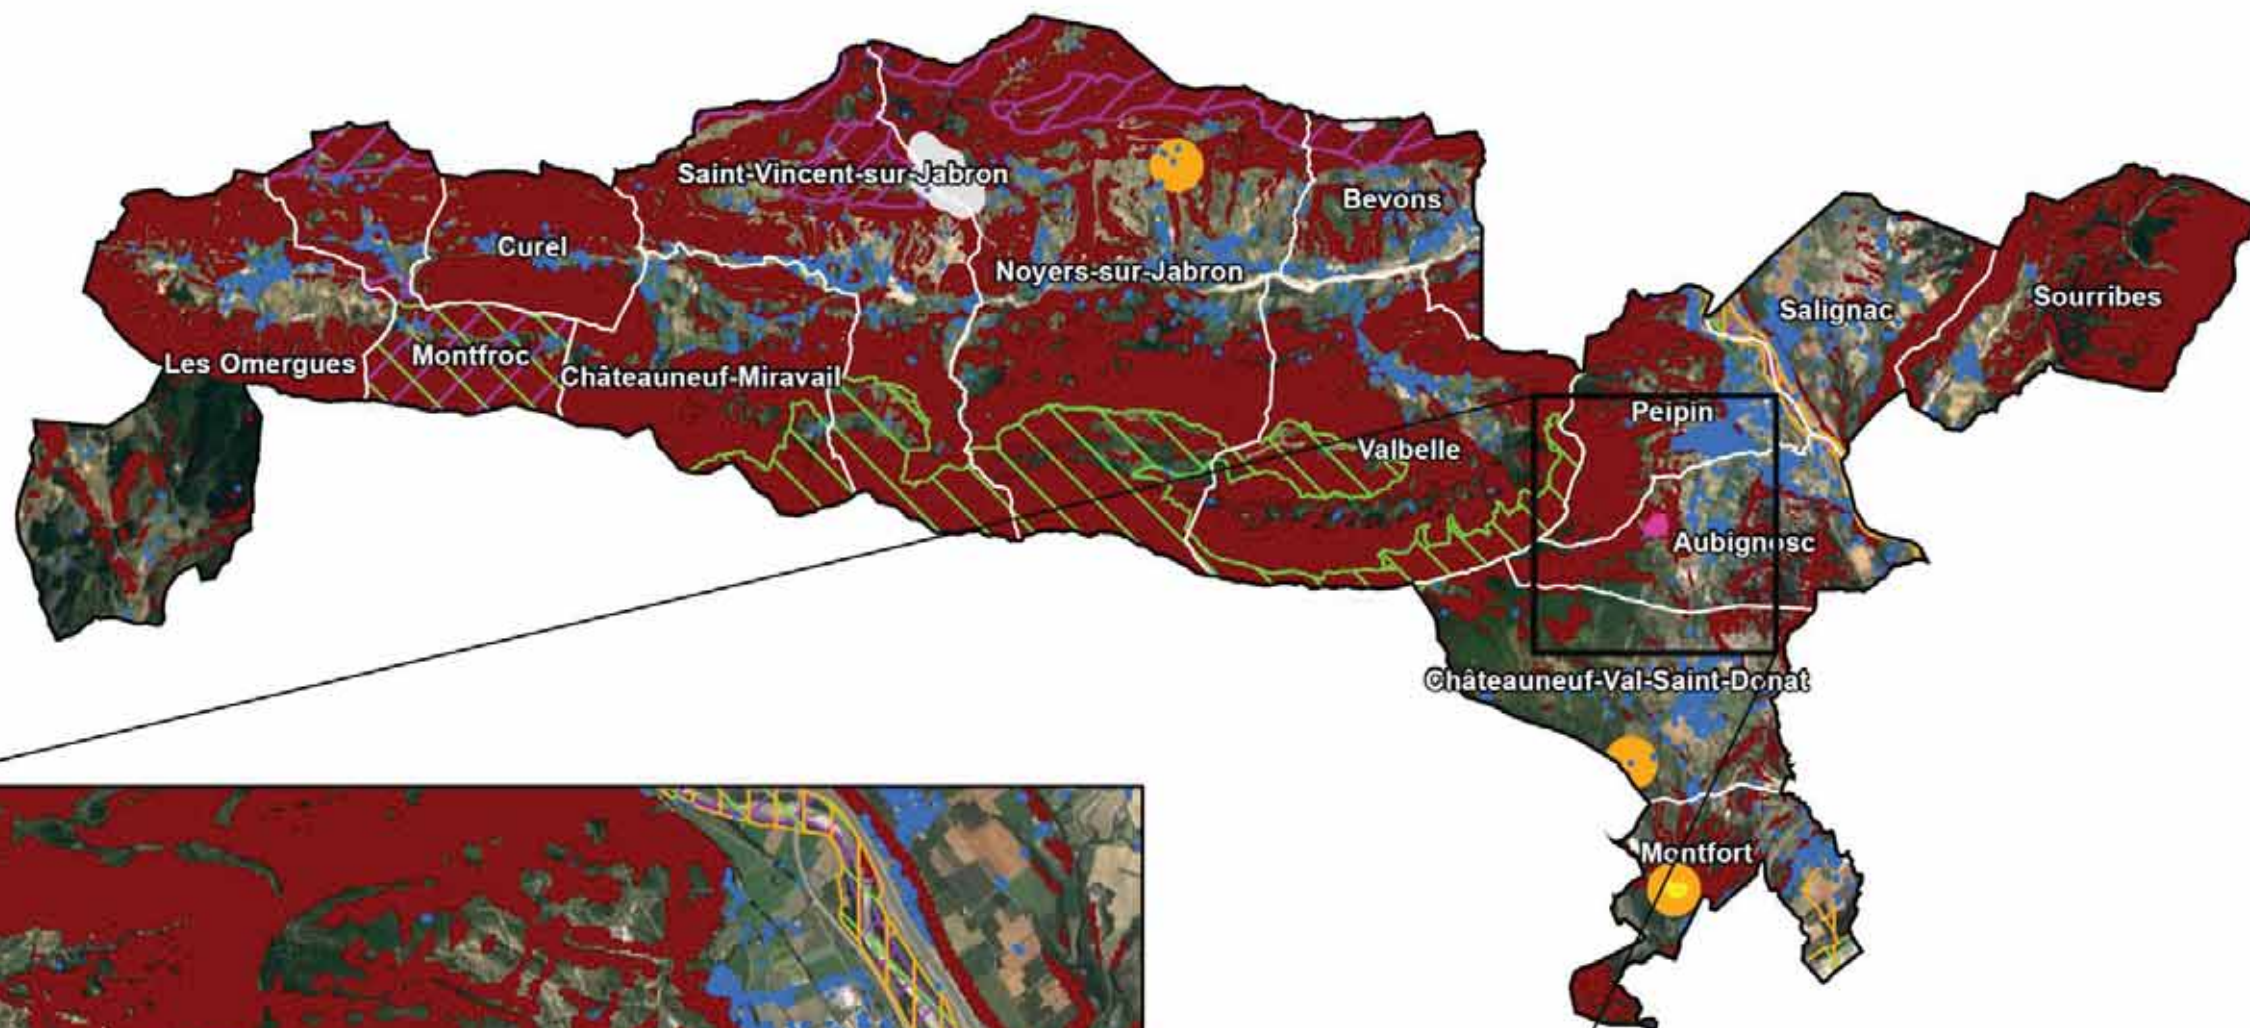 Saint-Vincent-sur-Jabron
Bevons
Curel
Noyers-sur-Jabron
Salignac
Sourribes
Les Omergues
Montfroc
Châteauneuf-Miravail
Peipin
Valbelle
Aubignosc
Châteauneuf-Val-Saint-Donat
Montfort